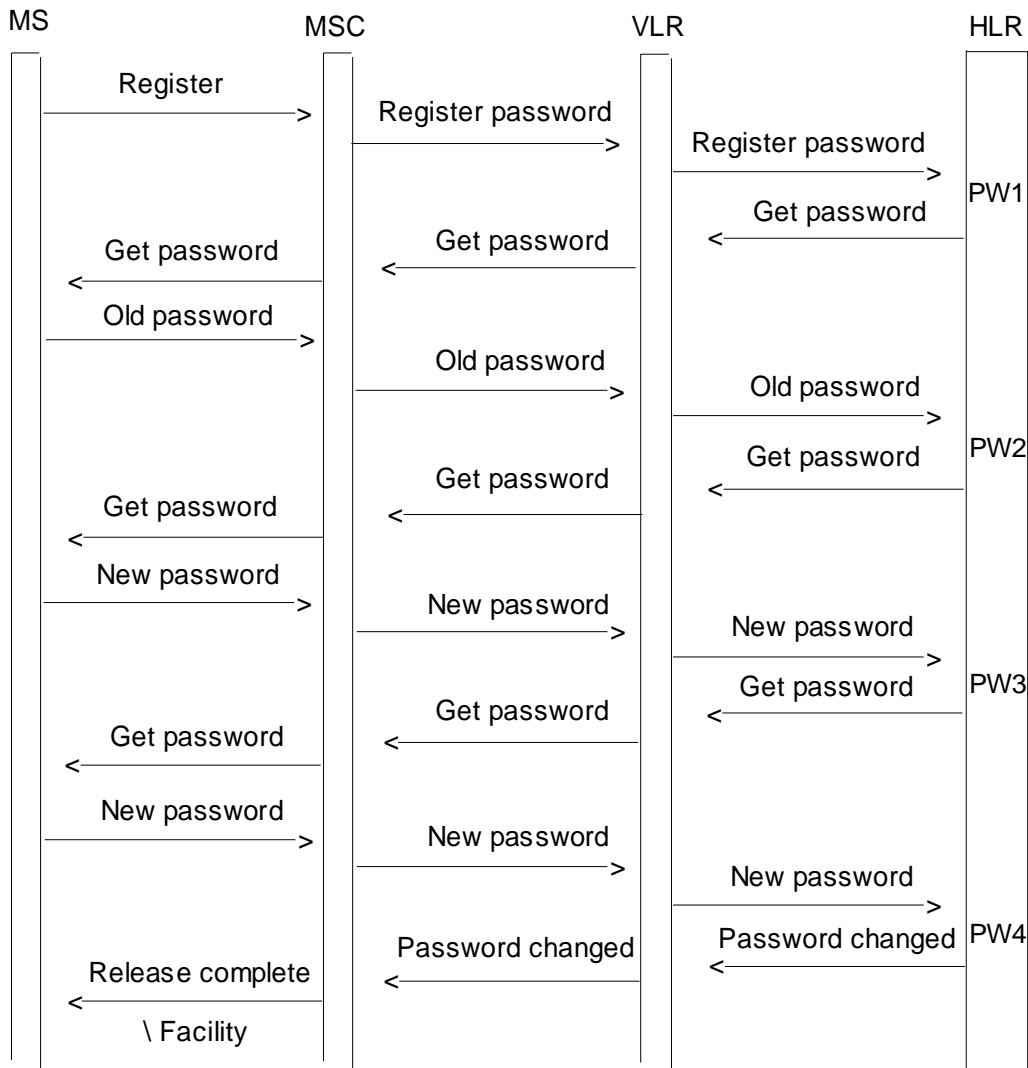 MS
MSC
VLR
HLR
Register
Register password
Register password
PW1
Get password
Get password
Get password
Old password
Old password
Old password
PW2
Get password
Get password
Get password
New password
New password
New password
PW3
Get password
Get password
Get password
New password
New password
New password
PW4
Password changed
Password changed
Release complete
\ Facility